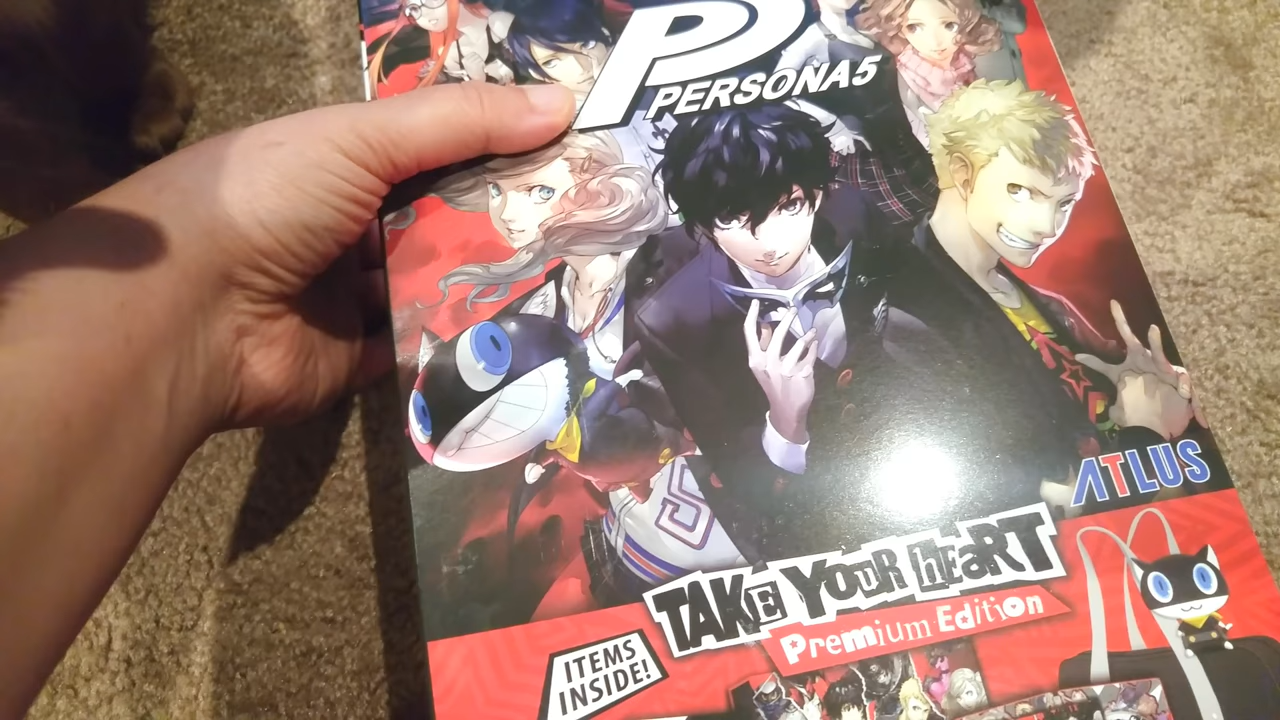 P
PERSONA5
ATLUS
TAKE YOUR HEART
Premium Edition
ITEMS
INSIDE!